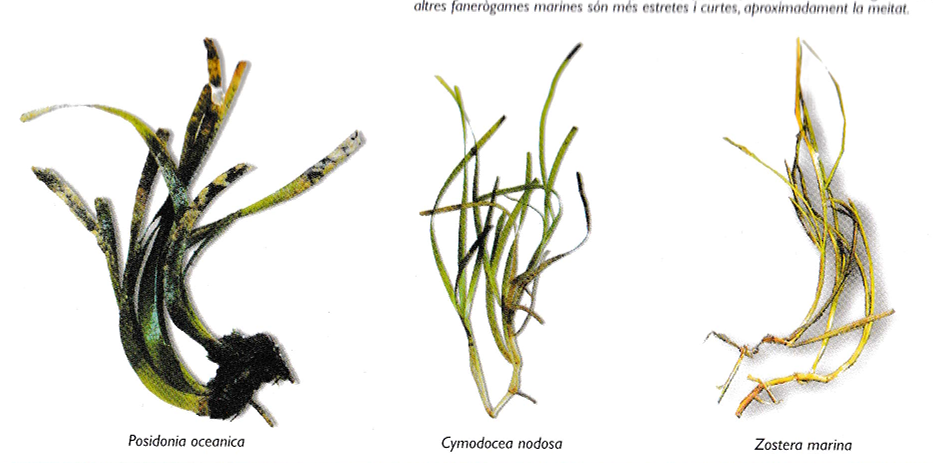 altres fanerògames marines són més estretes i curtes, aproximadament la meitat.
Posidonia oceanica
Cymodocea nodosa
Zostera marina